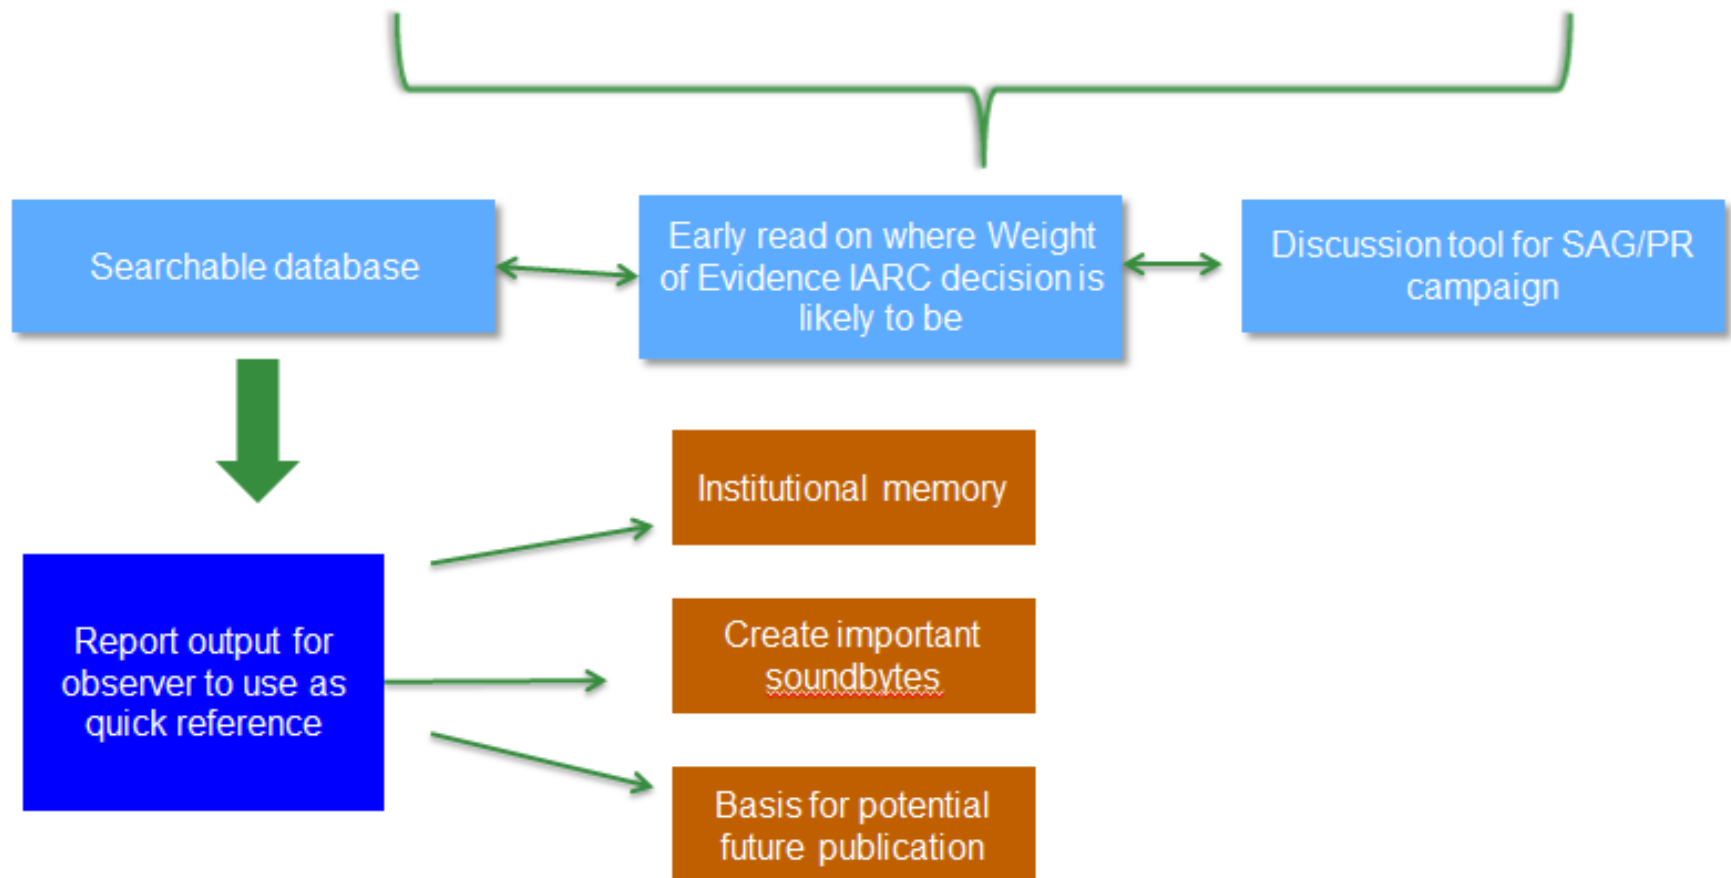 Searchable database
Early read on where Weight
of Evidence IARC decision is
likely to be
Discussion tool for SAG/PR
campaign
Report output for
observer to use as
quick reference
Institutional memory
Create important
soundbytes
Basis for potential
future publication